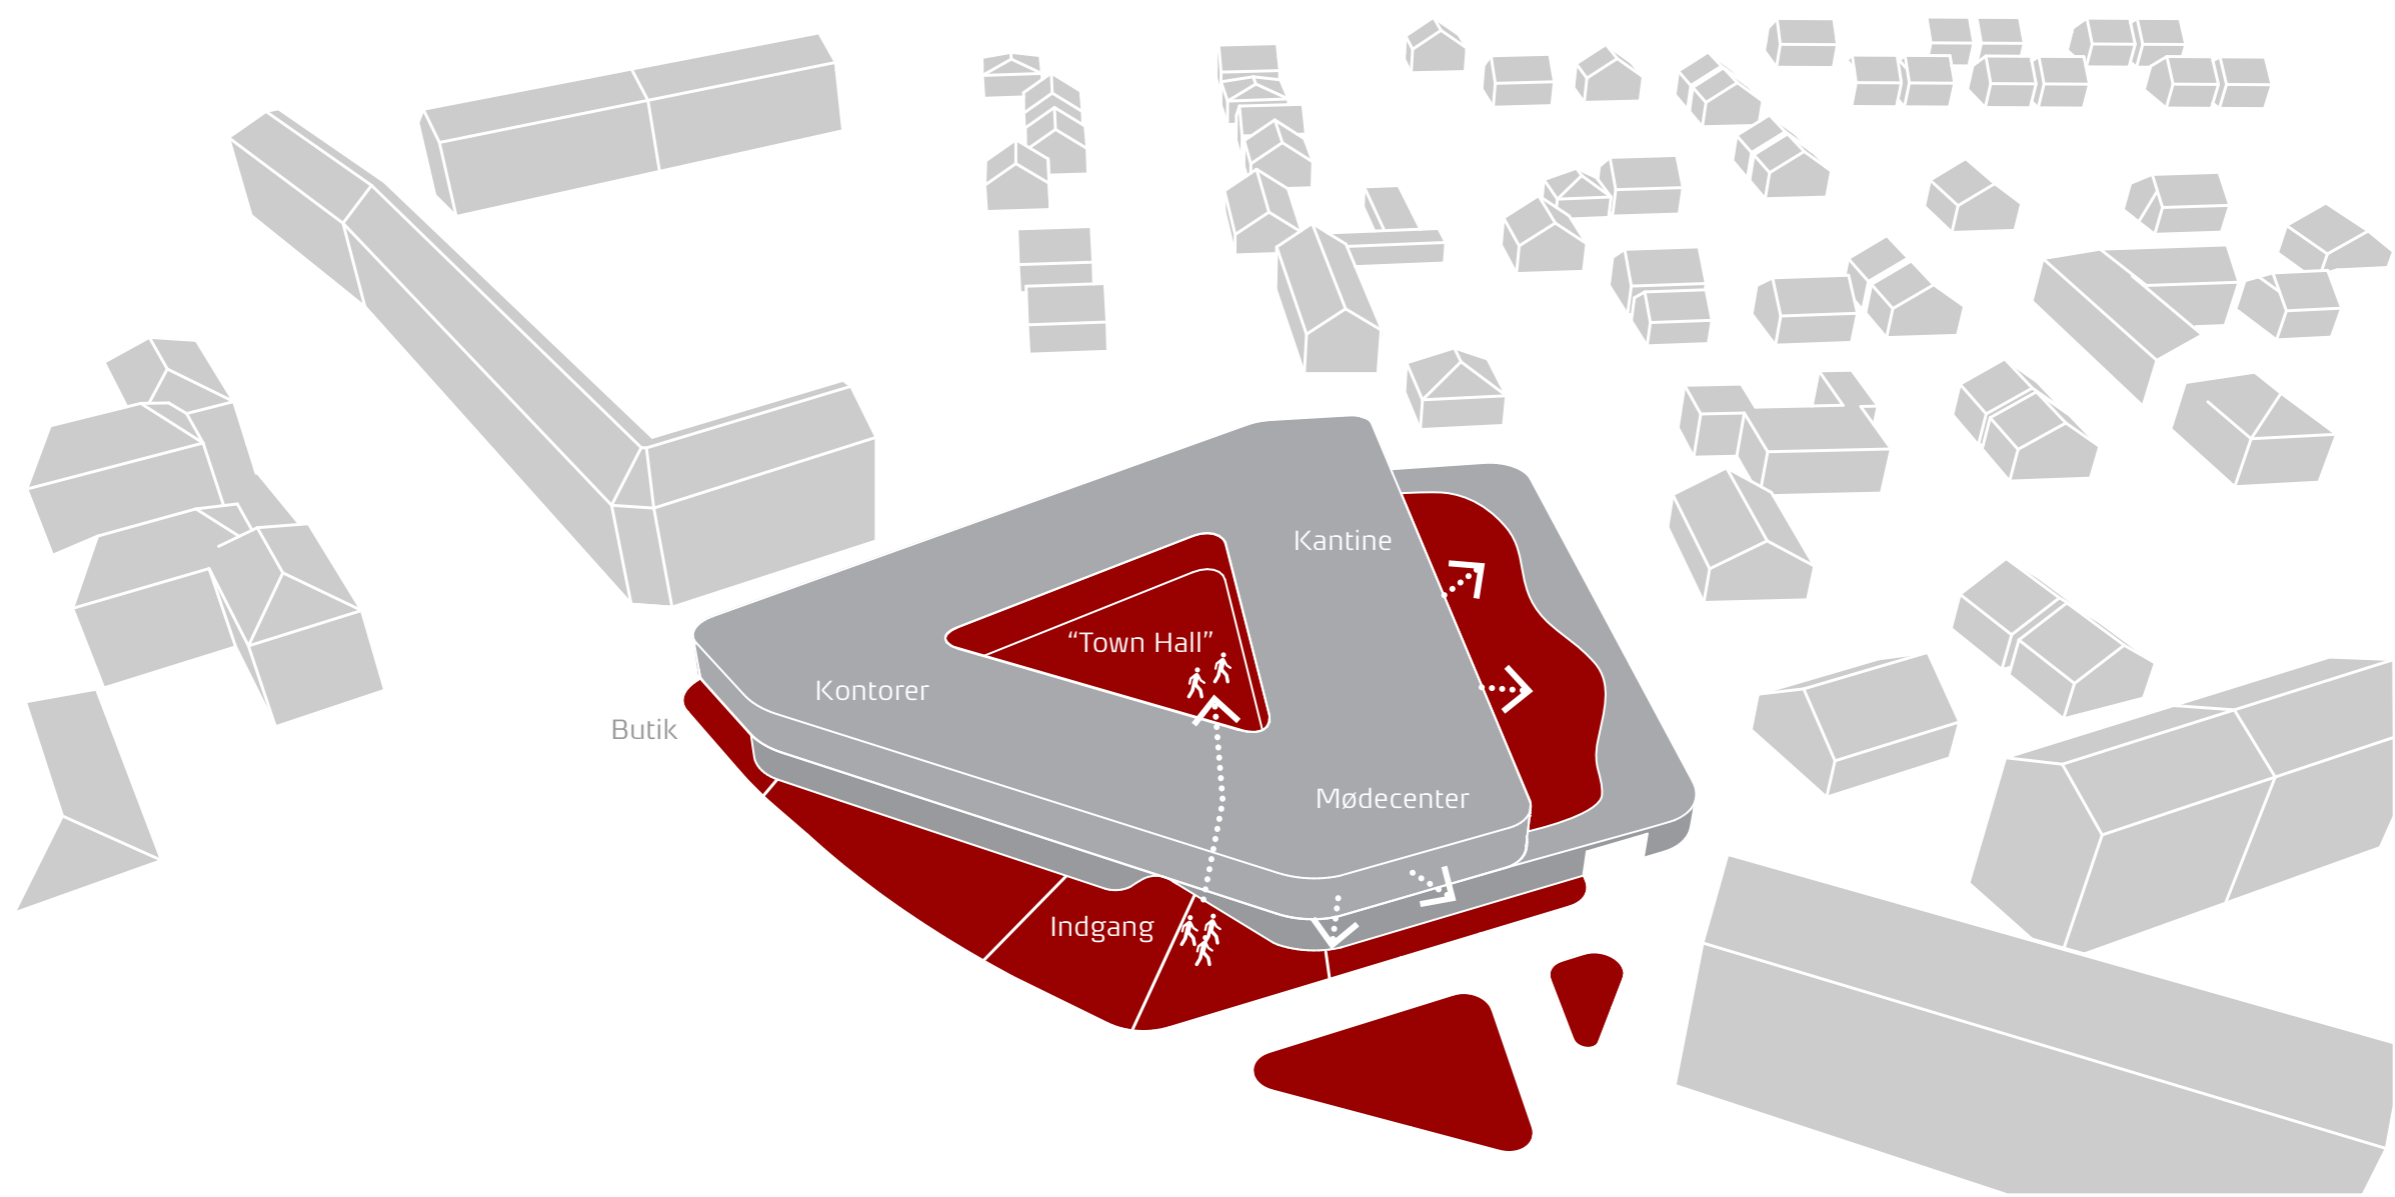 Kantine
“Town Hall”
Kontorer
Butik
Mødecenter
Indgang